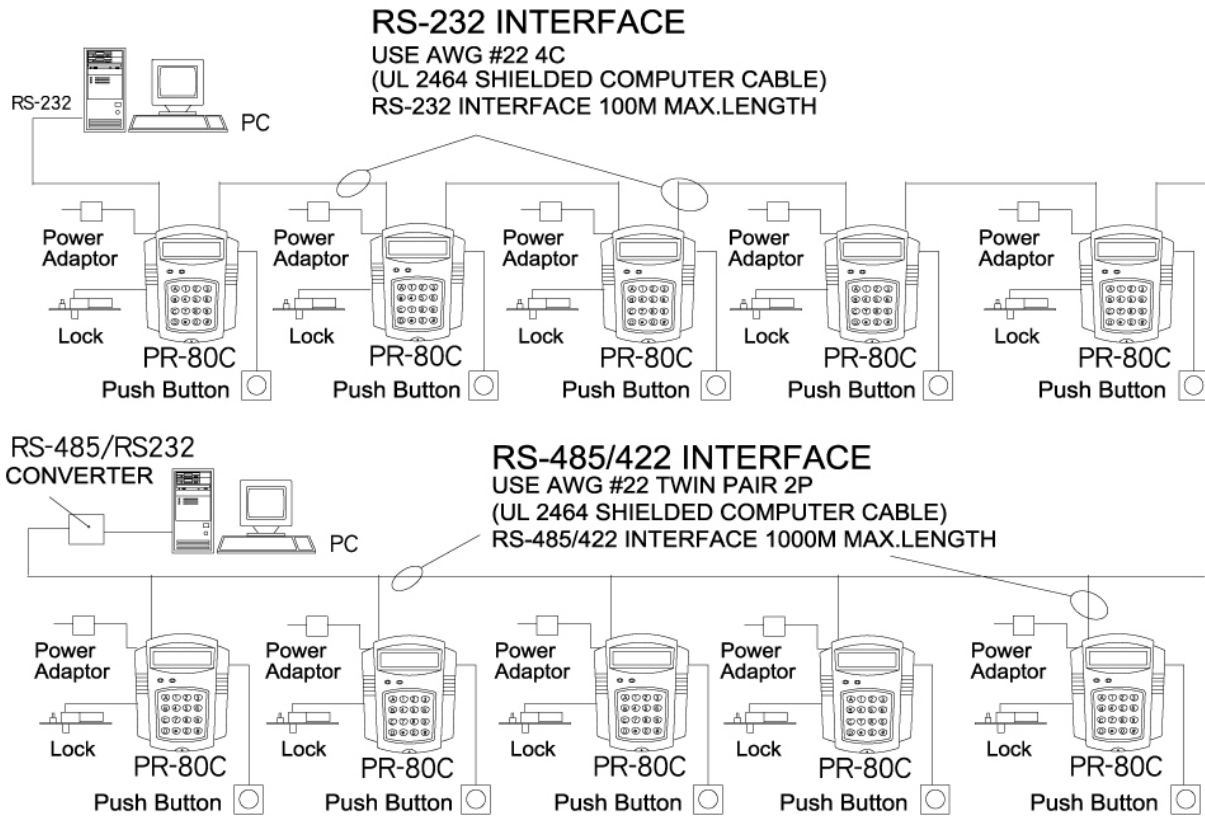 RS-232 INTERFACE
USE AWG #22 4C
(UL 2464 SHIELDED COMPUTER CABLE)
RS-232 INTERFACE 100M MAX.LENGTH
RS-232
PC
Power
Adaptor
Lock
PR-80C
Push Button
Power
Adaptor
Lock
PR-80C
Push Button
Power
Adaptor
Lock
PR-80C
Push Button
Power
Adaptor
Lock
PR-80C
Push Button
Power
Adaptor
Lock
PR-80C
Push Button
RS-485/RS232
CONVERTER
PC
RS-485/422 INTERFACE
USE AWG #22 TWIN PAIR 2P
(UL 2464 SHIELDED COMPUTER CABLE)
RS-485/422 INTERFACE 1000M MAX.LENGTH
Power
Adaptor
Lock
PR-80C
Push Button
Power
Adaptor
Lock
PR-80C
Push Button
Power
Adaptor
Lock
PR-80C
Push Button
Power
Adaptor
Lock
PR-80C
Push Button
Power
Adaptor
Lock
PR-80C
Push Button